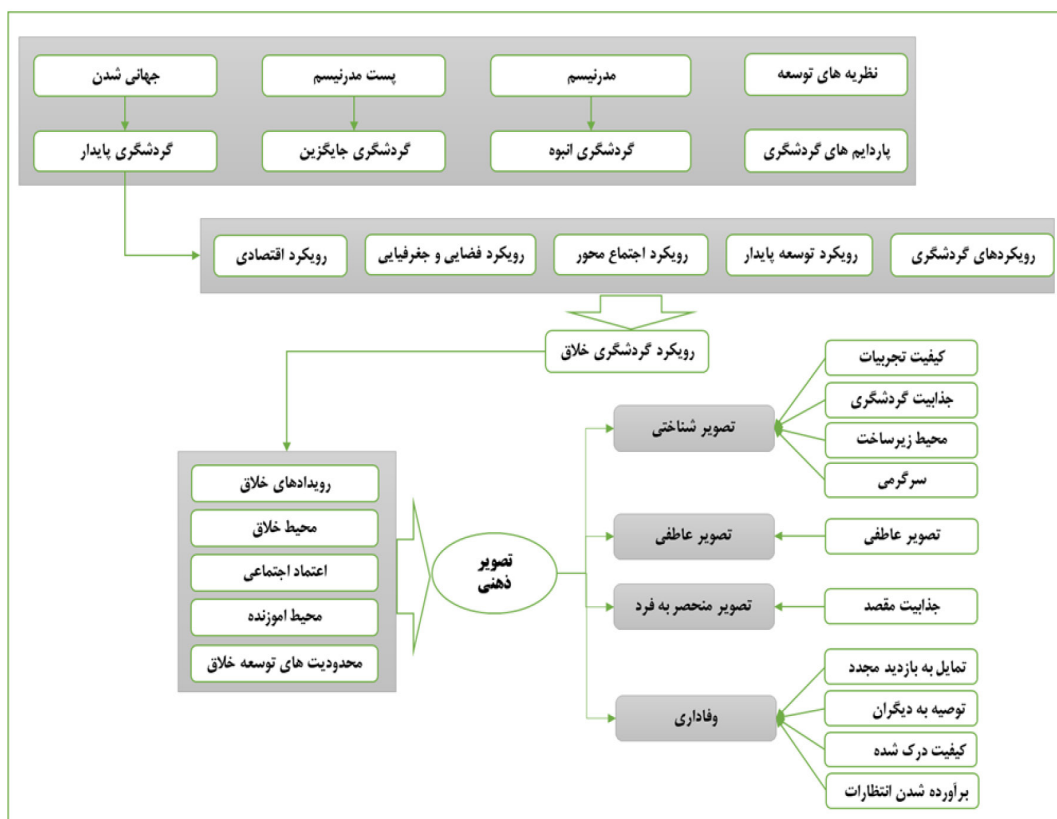 نظریه های توسعه
مدرنیسم
پست مدرنیسم
جهانی شدن
پاردایم های گردشگری
گردشگری انبوه
گردشگری جایگزین
گردشگری پایدار
رویکردهای گردشگری
رویکرد توسعه پایدار
رویکرد اجتماع محور
رویکرد فضایی و جغرفیایی
رویکرد اقتصادی
رویکرد گردشگری خلاق
کیفیت تجربیات
جذابیت گردشگری
محیط زیرساخت
سرگرمی
تصویر شناختی
تصویر عاطفی
تصویر عاطفی
جذابیت مقصد
تصویر منحصر به فرد
تمایل به بازدید مجدد
توصیه به دیگران
کیفیت درک شده
برآورده شدن انتظارات
وفاداری
تصویر
ذهنی
رویدادهای خلاق
محیط خلاق
اعتماد اجتماعی
محیط اموزنده
محدودیت های توسعه خلاق